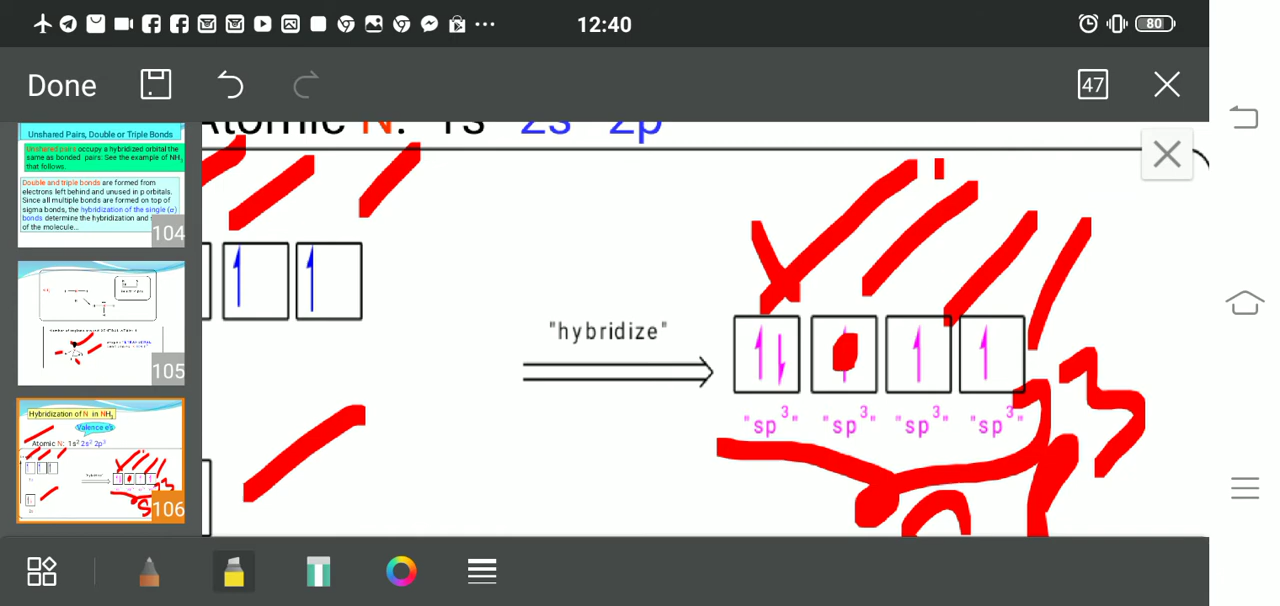 12:40
80
Done
47
Unshared Pairs, Double or Triple Bonds
Unshared pairs occupy a hybridized orbital the
same as bonded pairs: See the example of NH₃
that follows.
Double and triple bonds are formed from
electrons left behind and unused in p orbitals.
Since all multiple bonds are formed on top of
sigma bonds, the hybridization of the single (σ)
bonds determine the hybridization and
of the molecule...
104
105
Hybridization of N in NH₃
Valence e's
Atomic N: 1s² 2s² 2p³
106
Atomic N: 1s 2s 2p
"hybridize"
"sp³" "sp³" "sp³" "sp³"